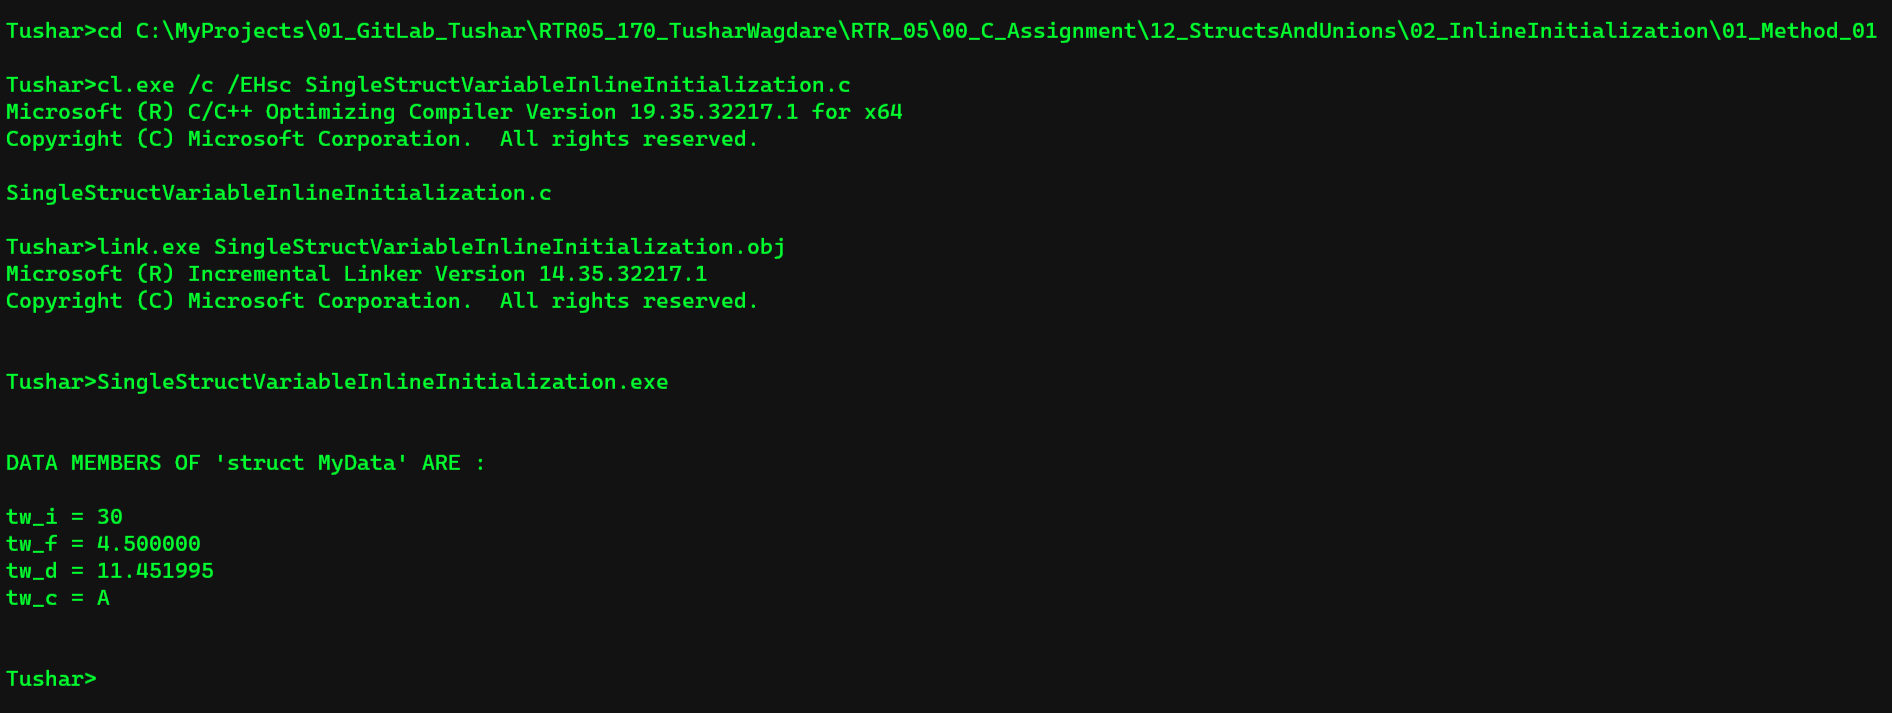 Tushar>cd C:\MyProjects\01_GitLab_Tushar\RTR05_170_TusharWagdare\RTR_05\00_C_Assignment\12_StructsAndUnions\02_InlineInitialization\01_Method_01
Tushar>cl.exe /c /EHsc SingleStructVariableInlineInitialization.c
Microsoft (R) C/C++ Optimizing Compiler Version 19.35.32217.1 for x64
Copyright (C) Microsoft Corporation.  All rights reserved.
SingleStructVariableInlineInitialization.c
Tushar>link.exe SingleStructVariableInlineInitialization.obj
Microsoft (R) Incremental Linker Version 14.35.32217.1
Copyright (C) Microsoft Corporation.  All rights reserved.
Tushar>SingleStructVariableInlineInitialization.exe
DATA MEMBERS OF 'struct MyData' ARE :
tw_i = 30
tw_f = 4.500000
tw_d = 11.451995
tw_c = A
Tushar>